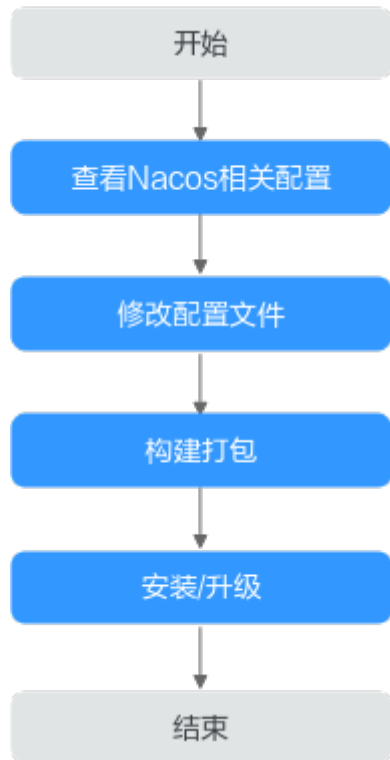 开始
查看Nacos相关配置
修改配置文件
构建打包
安装/升级
结束